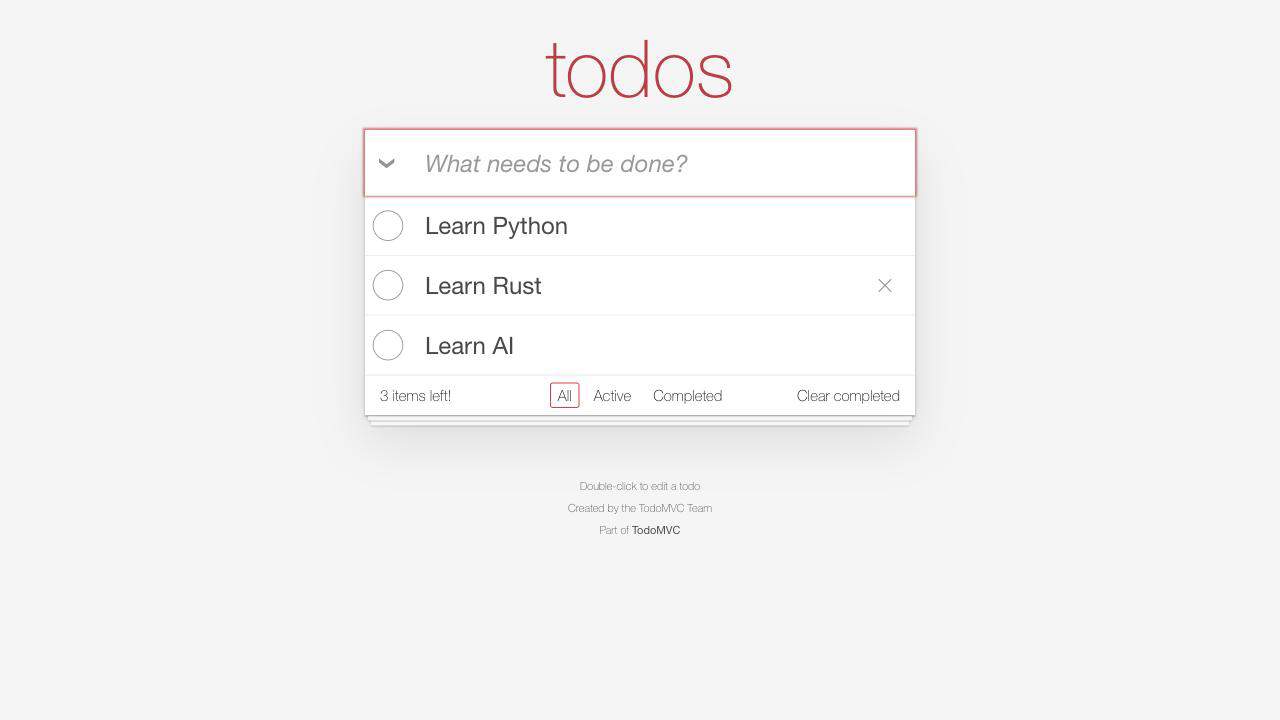 todos
What needs to be done?
Learn Python
Learn Rust
Learn AI
3 items left! All Active Completed Clear completed
Double-click to edit a todo
Created by the TodoMVC Team
Part of TodoMVC